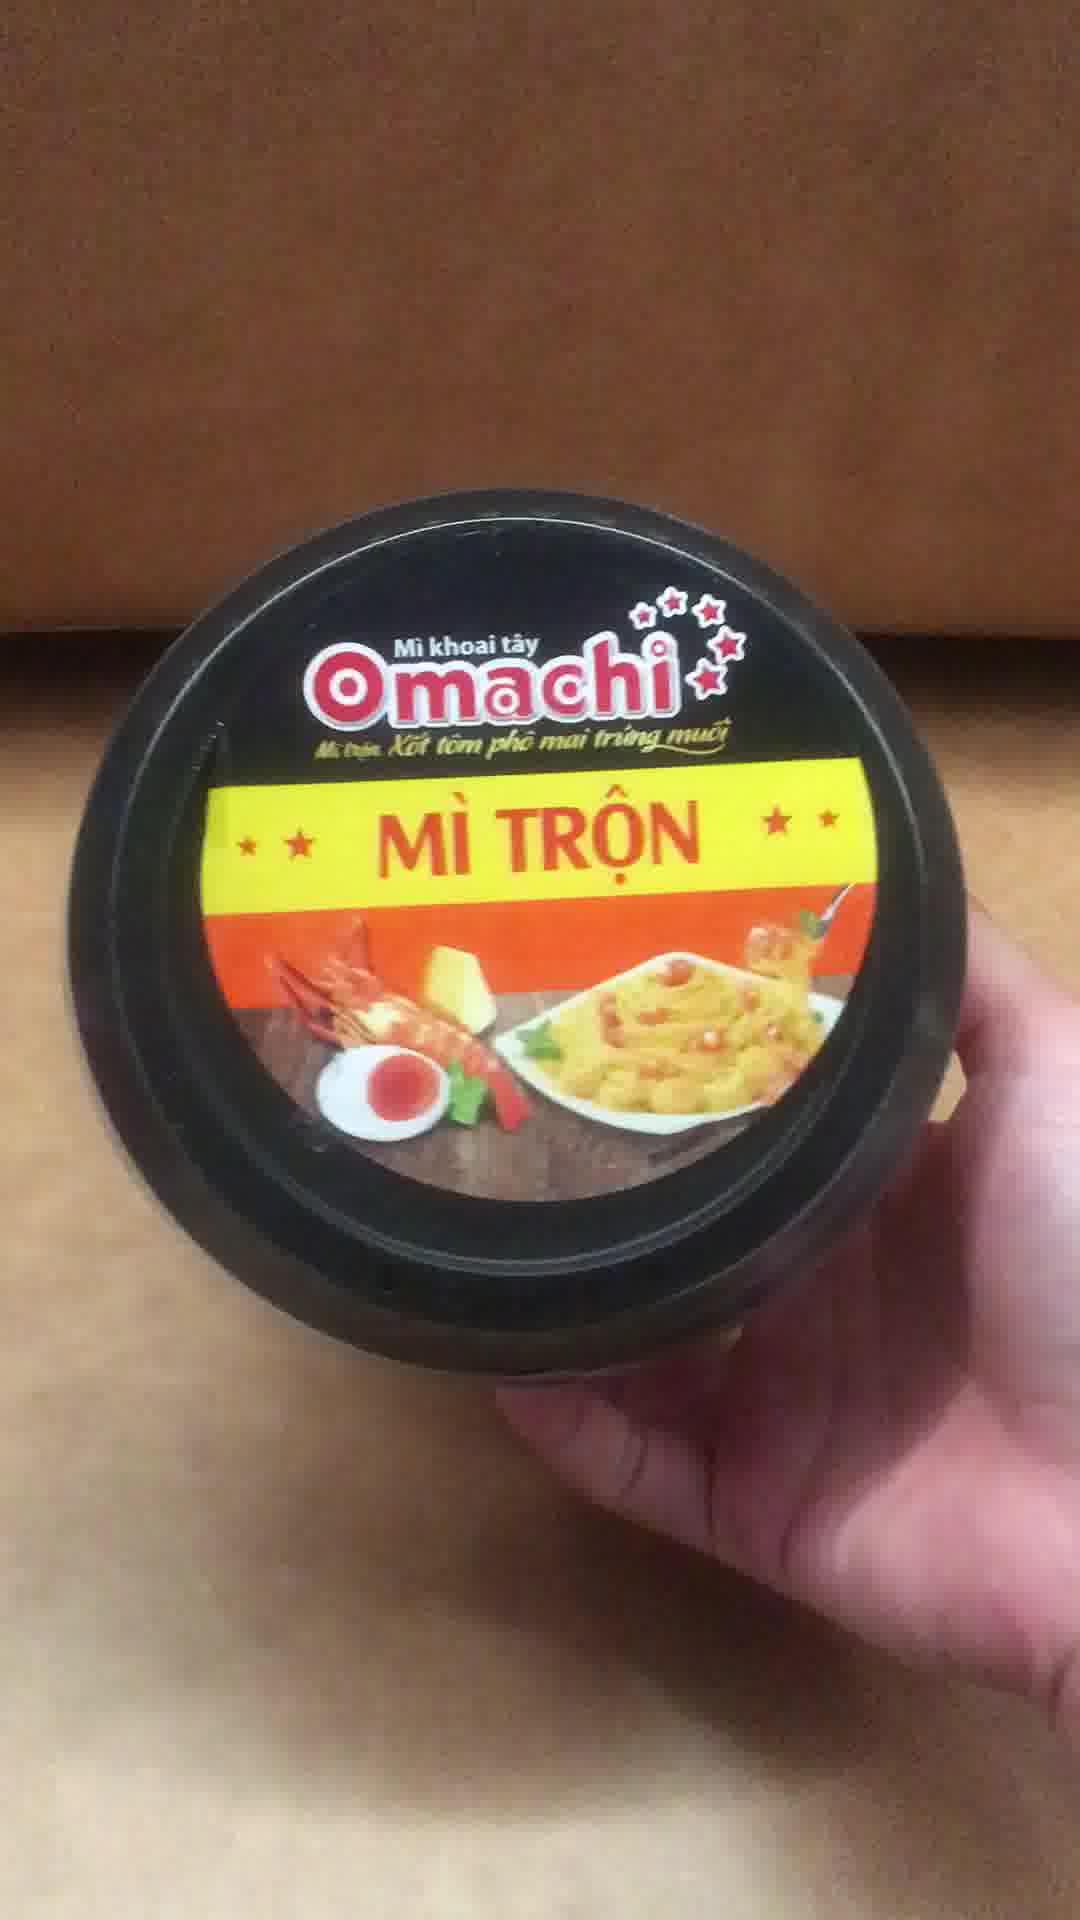 Mì khoai tây
Omachi
Mì trộn Xốt tôm phô mai trứng muối
MÌ TRỘN